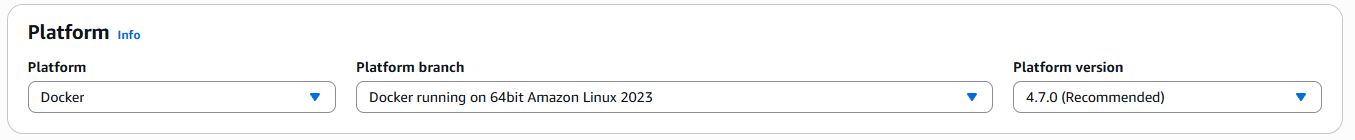 Platform Info
Platform
Docker
Platform branch
Docker running on 64bit Amazon Linux 2023
Platform version
4.7.0 (Recommended)